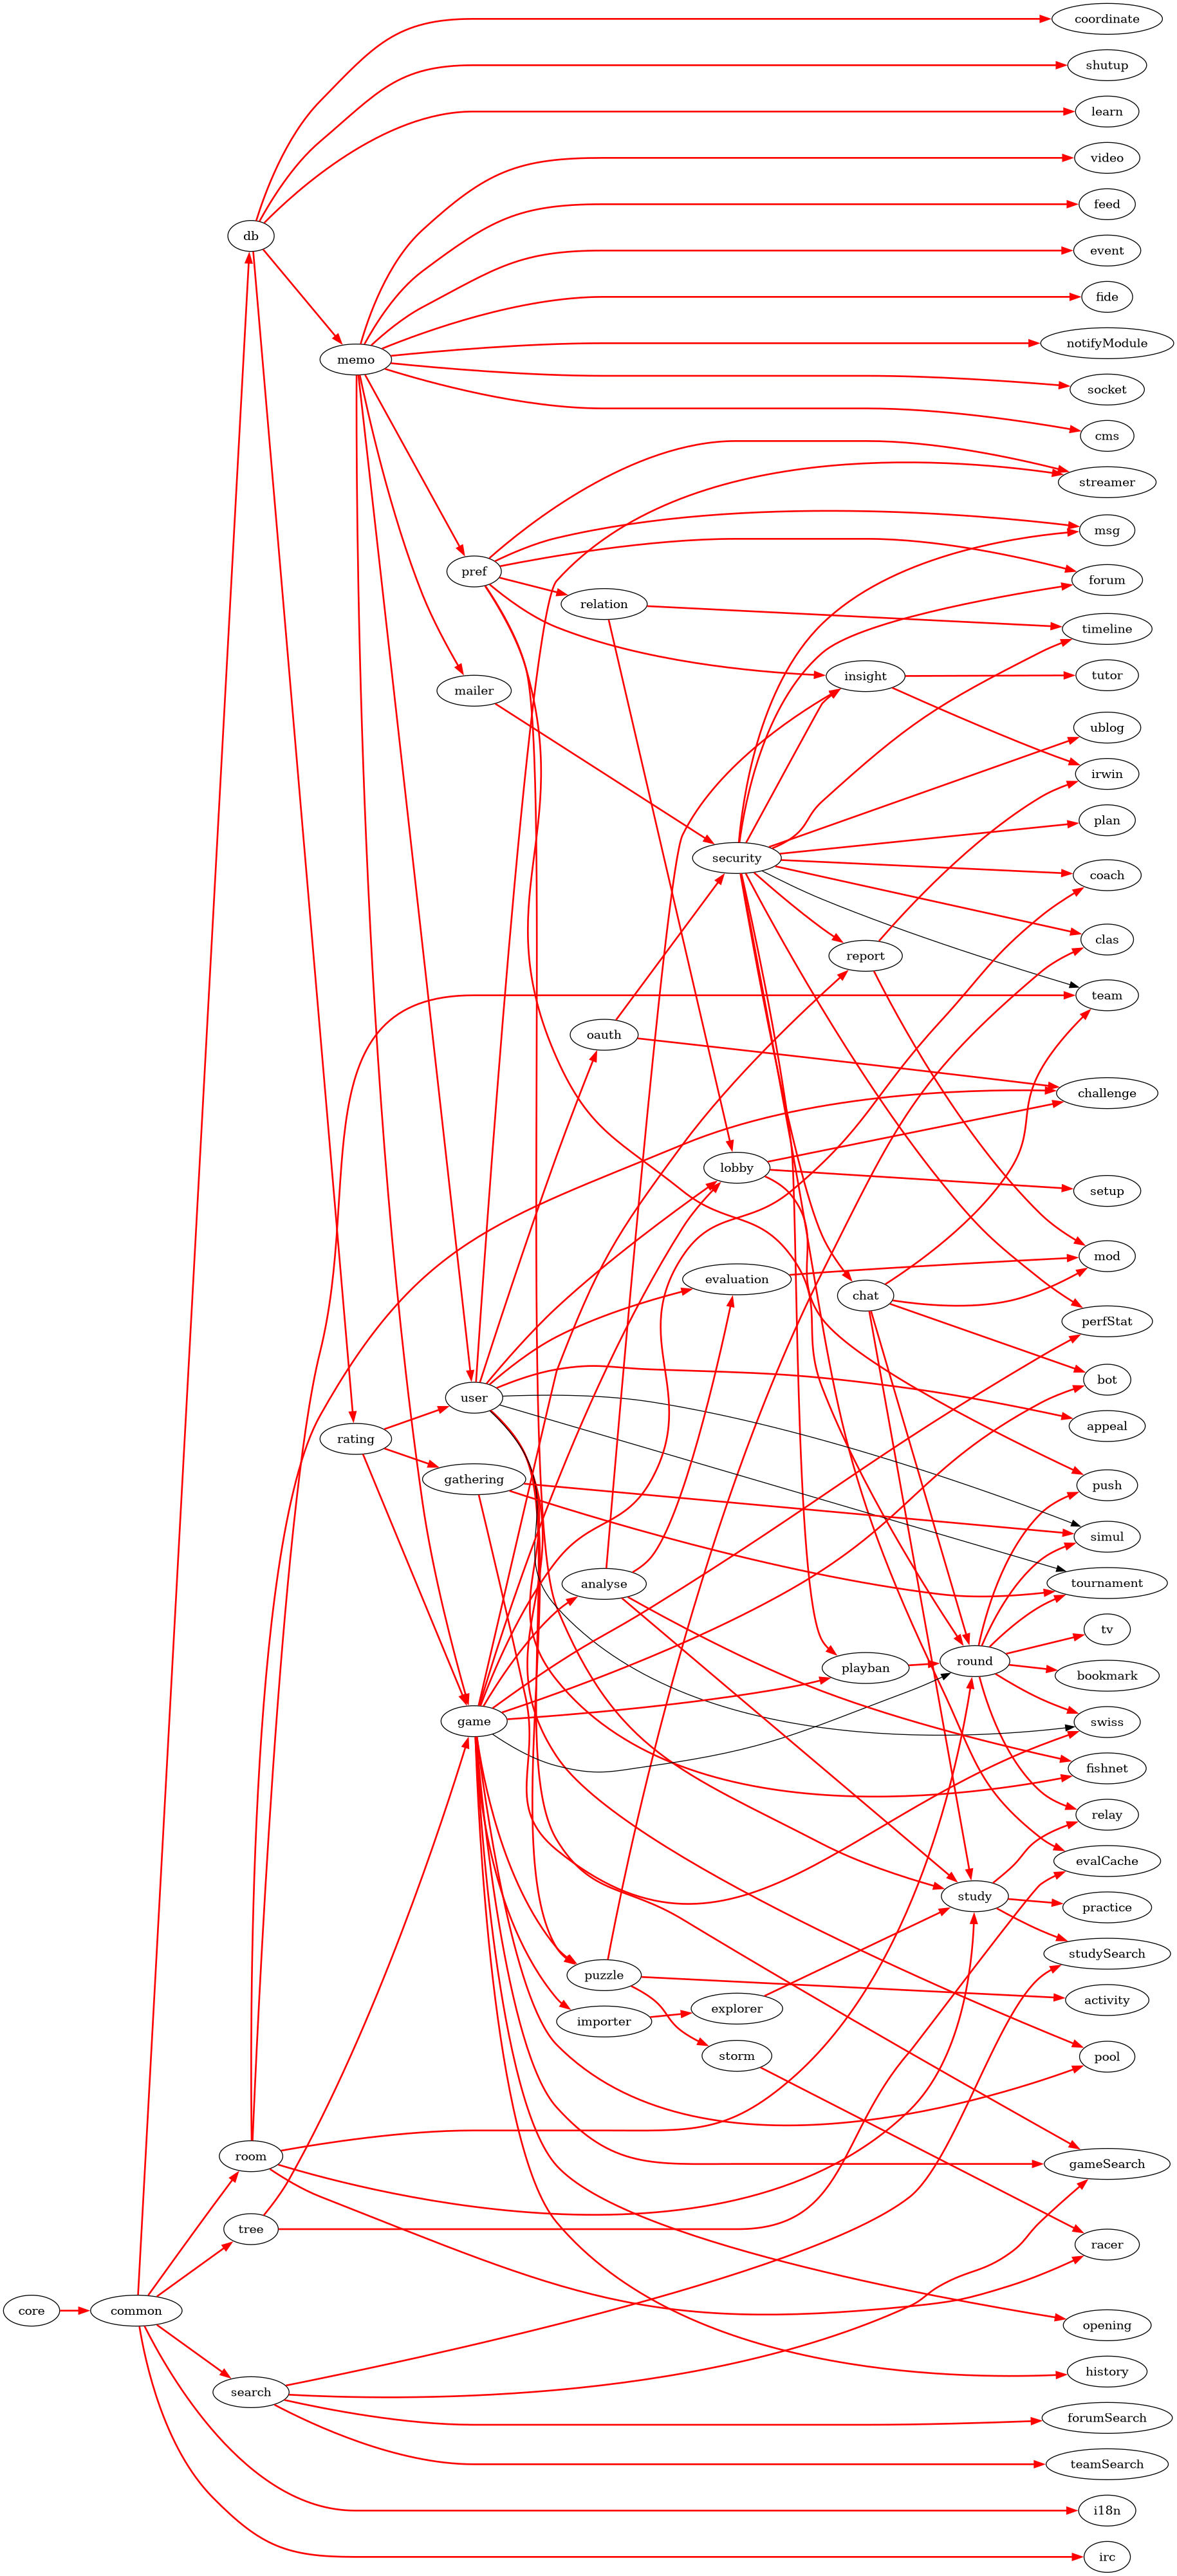 coordinate
shutup
learn
video
feed
db
event
fide
notifyModule
memo
socket
cms
streamer
msg
pref
forum
relation
timeline
insight
tutor
mailer
ublog
irwin
plan
security
coach
clas
report
team
oauth
challenge
lobby
setup
mod
evaluation
chat
perfStat
bot
user
appeal
rating
gathering
push
simul
analyse
tournament
tv
round
playban
bookmark
game
swiss
fishnet
relay
evalCache
study
practice
studySearch
puzzle
activity
explorer
importer
storm
pool
room
gameSearch
tree
racer
core
common
opening
history
search
forumSearch
teamSearch
i18n
irc